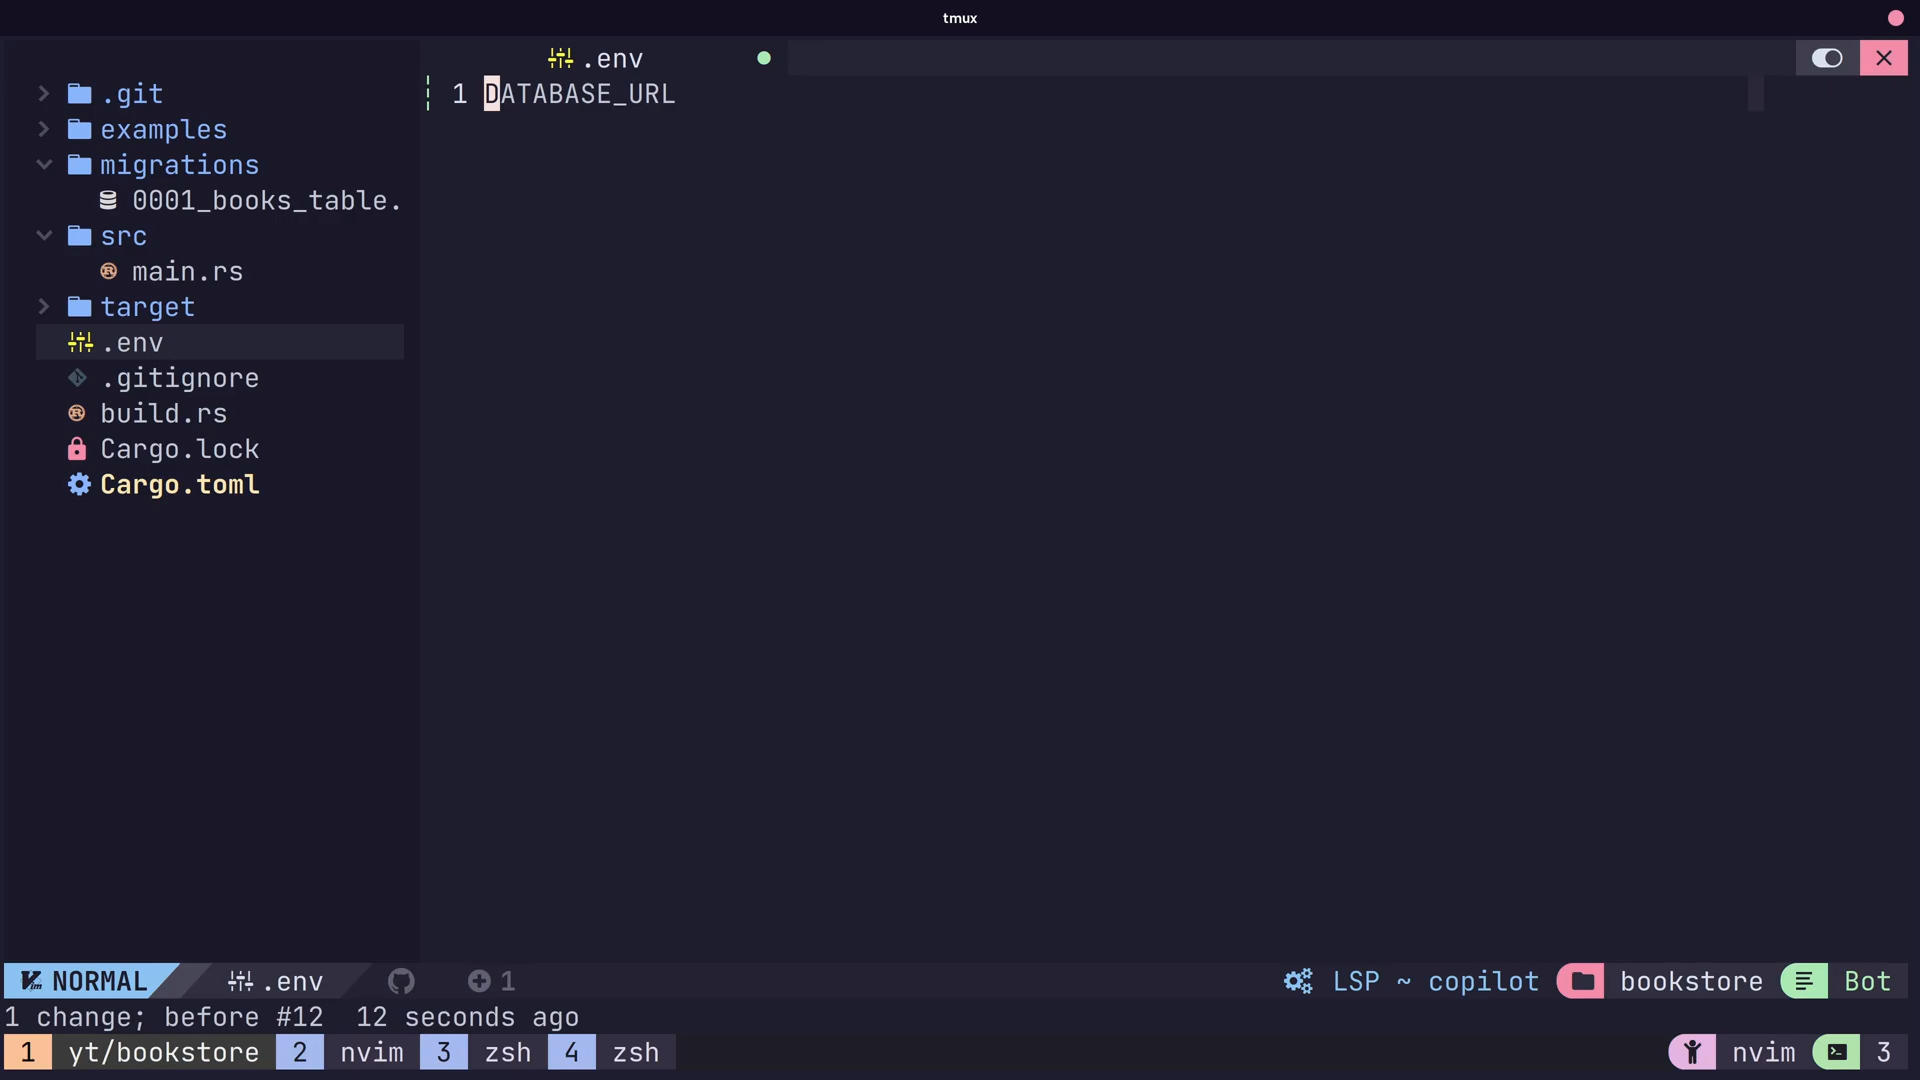 tmux
.env
.git
1 DATABASE_URL
examples
migrations
0001_books_table.
src
main.rs
target
.env
.gitignore
build.rs
Cargo.lock
Cargo.toml
NORMAL .env 1 LSP ~ copilot bookstore Bot
1 change; before #12 12 seconds ago
1 yt/bookstore 2 nvim 3 zsh 4 zsh nvim 3